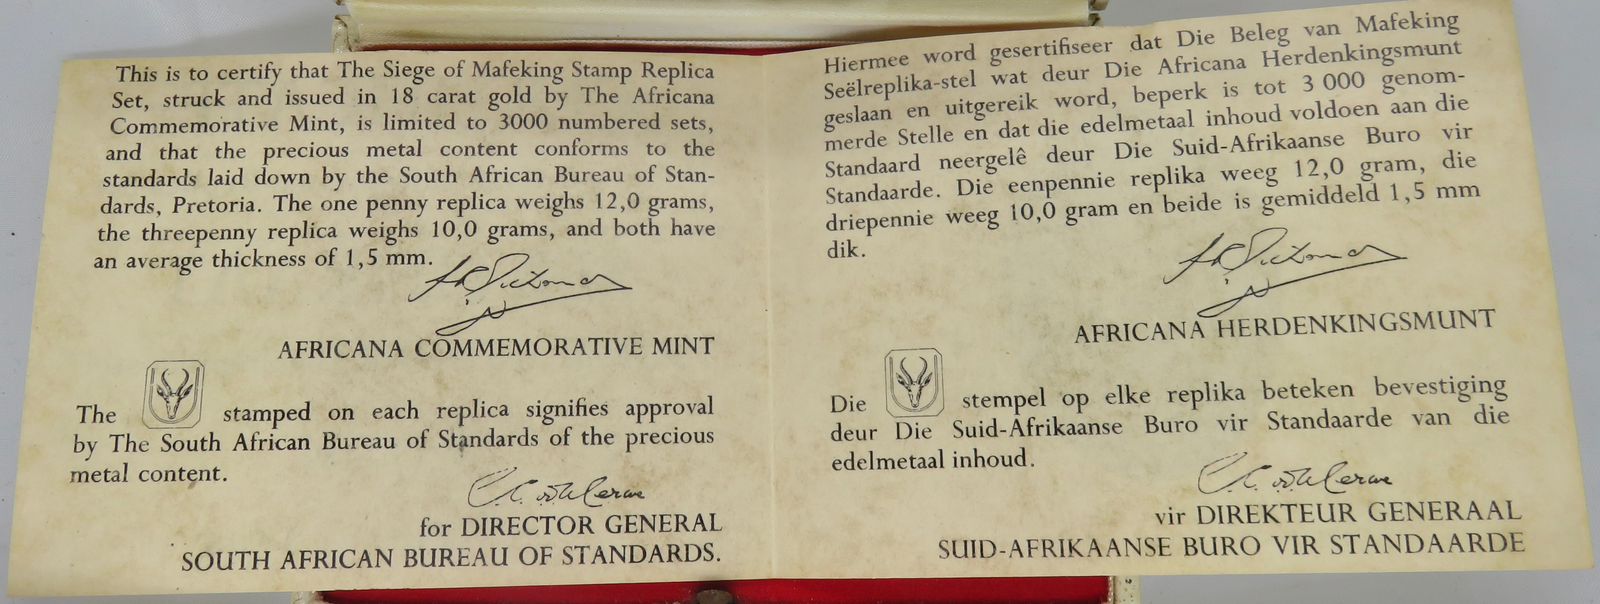 This is to certify that The Siege of Mafeking Stamp Replica
Set, struck and issued in 18 carat gold by The Africana
Commemorative Mint, is limited to 3000 numbered sets,
and that the precious metal content conforms to the
standards laid down by the South African Bureau of Stan-
dards, Pretoria. The one penny replica weighs 12,0 grams,
the threepenny replica weighs 10,0 grams, and both have
an average thickness of 1,5 mm.
AFRICANA COMMEMORATIVE MINT
The stamped on each replica signifies approval
by The South African Bureau of Standards of the precious
metal content.
for DIRECTOR GENERAL
SOUTH AFRICAN BUREAU OF STANDARDS.
Hiermee word gesertifiseer dat Die Beleg van Mafeking
Seëlreplika-stel wat deur Die Africana Herdenkingsmunt
geslaan en uitgereik word, beperk is tot 3 000 genom-
merde Stelle en dat die edelmetaal inhoud voldoen aan die
Standaard neergelê deur Die Suid-Afrikaanse Buro vir
Standaarde. Die eenpennie replika weeg 12,0 gram, die
driepennie weeg 10,0 gram en beide is gemiddeld 1,5 mm
dik.
AFRICANA HERDENKINGSMUNT
Die stempel op elke replika beteken bevestiging
deur Die Suid-Afrikaanse Buro vir Standaarde van die
edelmetaal inhoud.
vir DIREKTEUR GENERAAL
SUID-AFRIKAANSE BURO VIR STANDAARDE